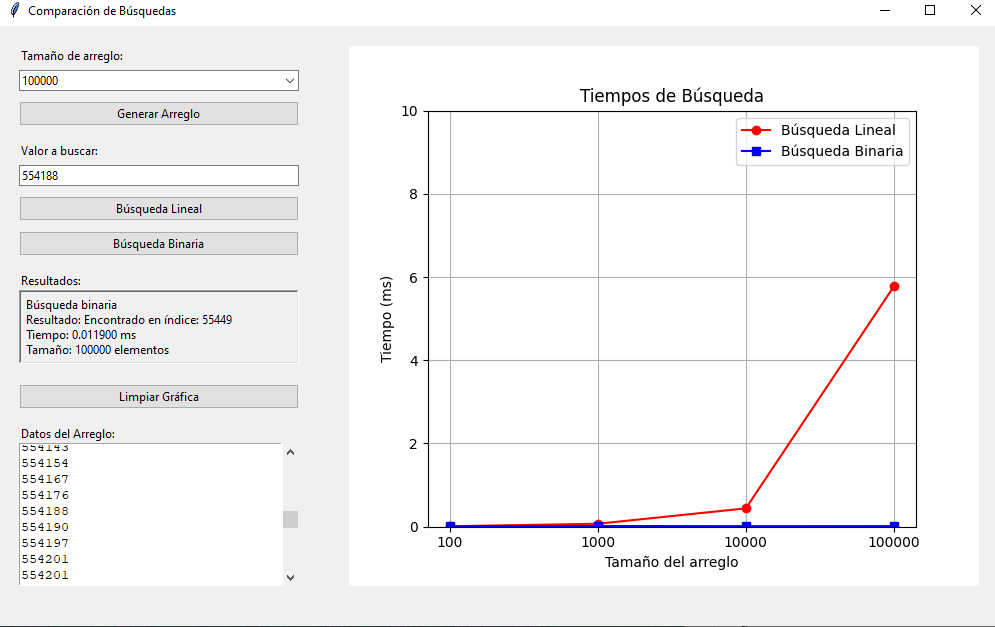 Comparación de Búsquedas
Tamaño de arreglo:
100000
Generar Arreglo
Valor a buscar:
554188
Búsqueda Lineal
Búsqueda Binaria
Resultados:
Búsqueda binaria
Resultado: Encontrado en índice: 55449
Tiempo: 0.011900 ms
Tamaño: 100000 elementos
Limpiar Gráfica
Datos del Arreglo:
554143
554154
554167
554176
554188
554190
554197
554201
554201
Tiempos de Búsqueda
Búsqueda Lineal
Búsqueda Binaria
10
8
6
4
2
0
Tiempo (ms)
100 1000 10000 100000
Tamaño del arreglo